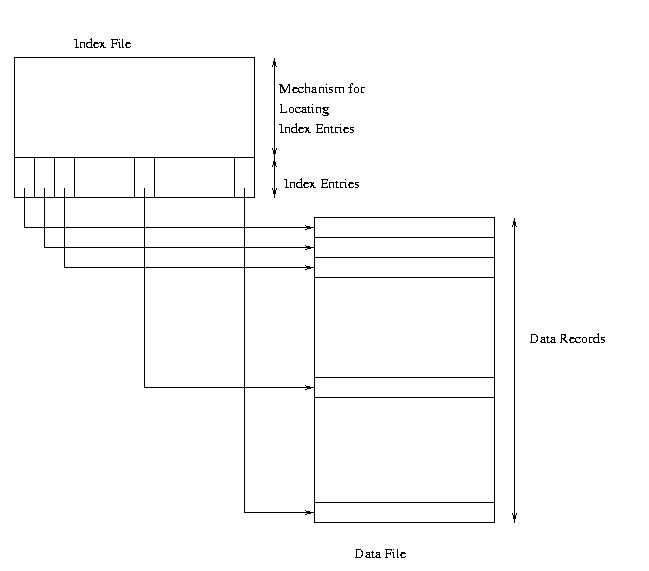 Index File
Mechanism for
Locating
Index Entries
Index Entries
Data Records
Data File